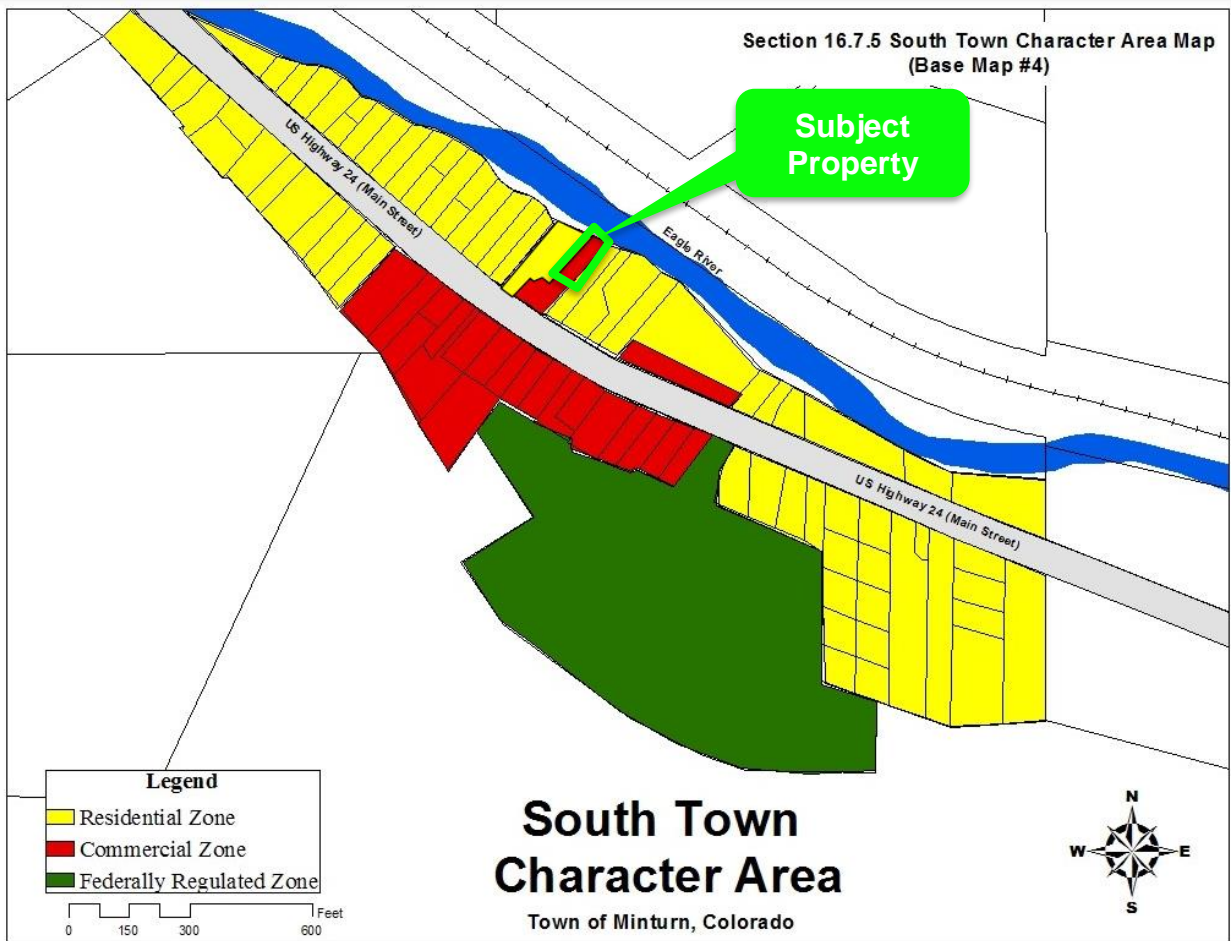 Section 16.7.5 South Town Character Area Map
(Base Map #4)
Subject
Property
US Highway 24 (Main Street)
Eagle River
US Highway 24 (Main Street)
Legend
Residential Zone
Commercial Zone
Federally Regulated Zone
Feet
0 150 300 600
South Town
Character Area
Town of Minturn, Colorado
N
W E
S